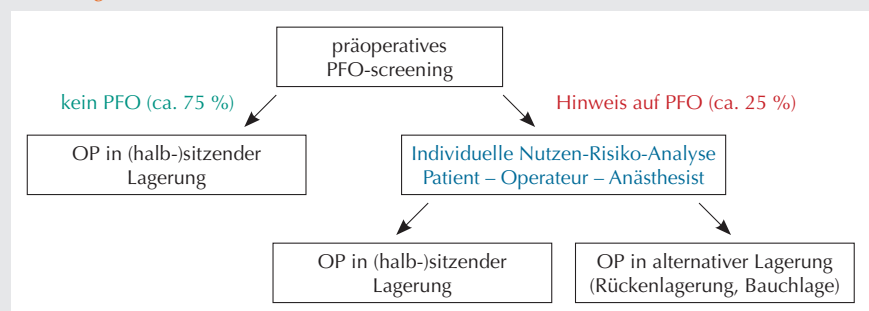 präoperatives
PFO-screening
kein PFO (ca. 75 %)
Hinweis auf PFO (ca. 25 %)
OP in (halb-)sitzender
Lagerung
Individuelle Nutzen-Risiko-Analyse
Patient – Operateur – Anästhesist
OP in (halb-)sitzender
Lagerung
OP in alternativer Lagerung
(Rückenlagerung, Bauchlage)